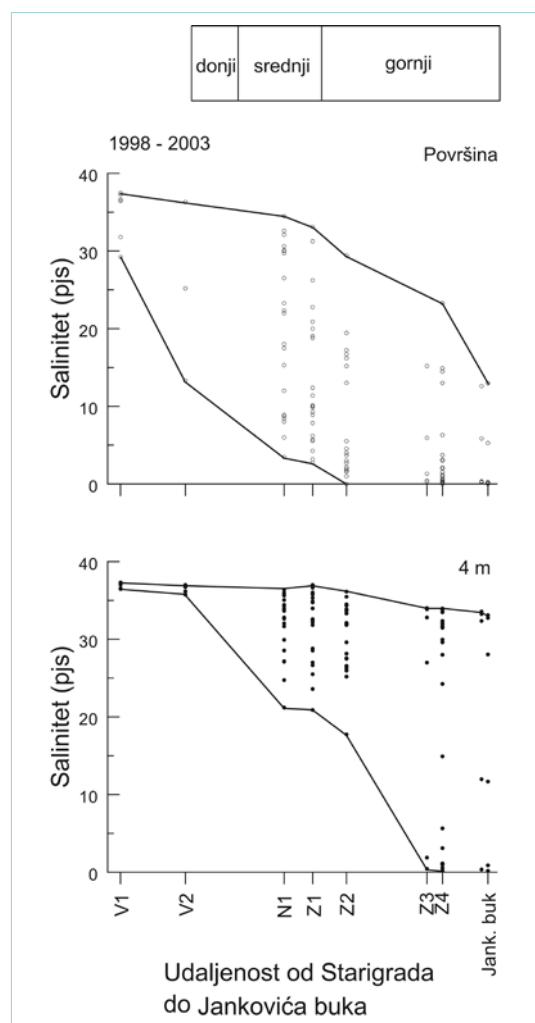 donji srednji gornji
1998 - 2003
Površina
40
30
20
10
0
Salinitet (pjs)
4 m
40
30
20
10
0
Salinitet (pjs)
V1 V2 N1 Z1 Z2 Z3 Z4 Jank. buk
Udaljenost od Starigrada
do Jankovića buka